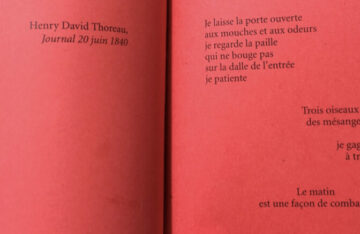 Henry David Thoreau,
Journal 20 juin 1840
Je laisse la porte ouverte
aux mouches et aux odeurs
je regarde la paille
qui ne bouge pas
sur la dalle de l'entrée
je patiente
Trois oiseaux
des mésange
je gag
à tr
Le matin
est une façon de comba